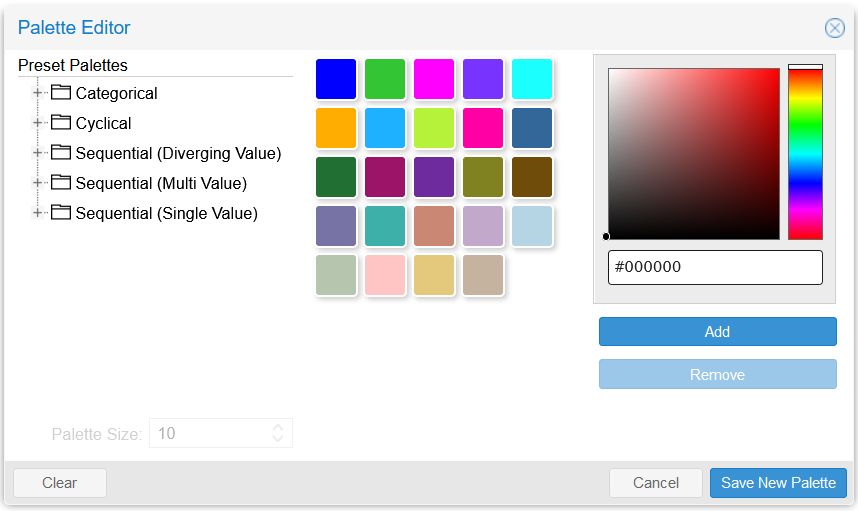 Palette Editor
Preset Palettes
Categorical
Cyclical
Sequential (Diverging Value)
Sequential (Multi Value)
Sequential (Single Value)
#000000
Add
Remove
Palette Size: 10
Clear
Cancel
Save New Palette